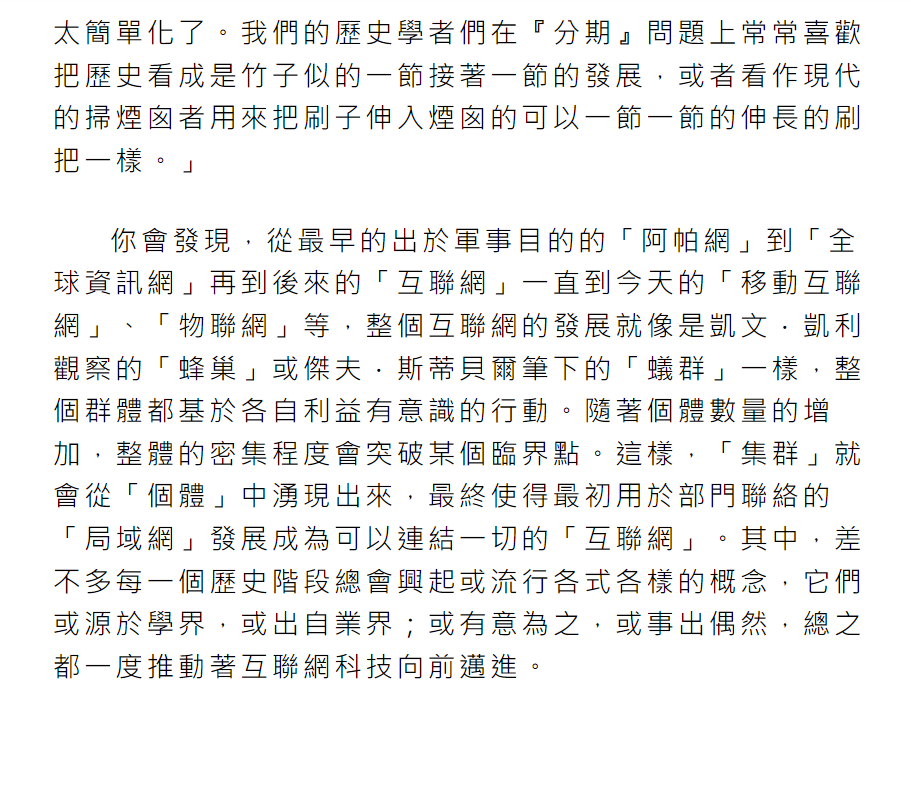 太簡單化了。我們的歷史學者們在『分期』問題上常常喜歡
把歷史看成是竹子似的一節接著一節的發展，或者看作現代
的掃煙囪者用來把刷子伸入煙囪的可以一節一節的伸長的刷
把一樣。」
你會發現，從最早的出於軍事目的的「阿帕網」到「全
球資訊網」再到後來的「互聯網」一直到今天的「移動互聯
網」、「物聯網」等，整個互聯網的發展就像是凱文．凱利
觀察的「蜂巢」或傑夫．斯蒂貝爾筆下的「蟻群」一樣，整
個群體都基於各自利益有意識的行動。隨著個體數量的增
加，整體的密集程度會突破某個臨界點。這樣，「集群」就
會從「個體」中湧現出來，最終使得最初用於部門聯絡的
「局域網」發展成為可以連結一切的「互聯網」。其中，差
不多每一個歷史階段總會興起或流行各式各樣的概念，它們
或源於學界，或出自業界；或有意為之，或事出偶然，總之
都一度推動著互聯網科技向前邁進。